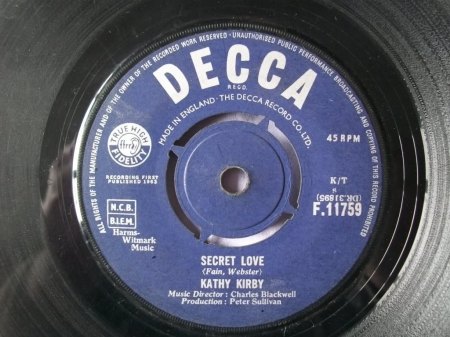 ALL RIGHTS OF THE MANUFACTURER AND OF THE OWNER OF THE RECORDED WORK RESERVED · UNAUTHORISED PUBLIC PERFORMANCE BROADCASTING AND COPYING OF THIS RECORD PROHIBITED
DECCA
REGD.
MADE IN ENGLAND · THE DECCA RECORD CO. LTD.
TRUE HIGH
ffrr
FIDELITY
45 RPM
RECORDING FIRST
PUBLISHED 1963
K/T
(DR.31895)
F.11759
N.C.B.
B.I.E.M.
Harms-
Witmark
Music
SECRET LOVE
(Fain, Webster)
KATHY KIRBY
Music Director : Charles Blackwell
Production : Peter Sullivan